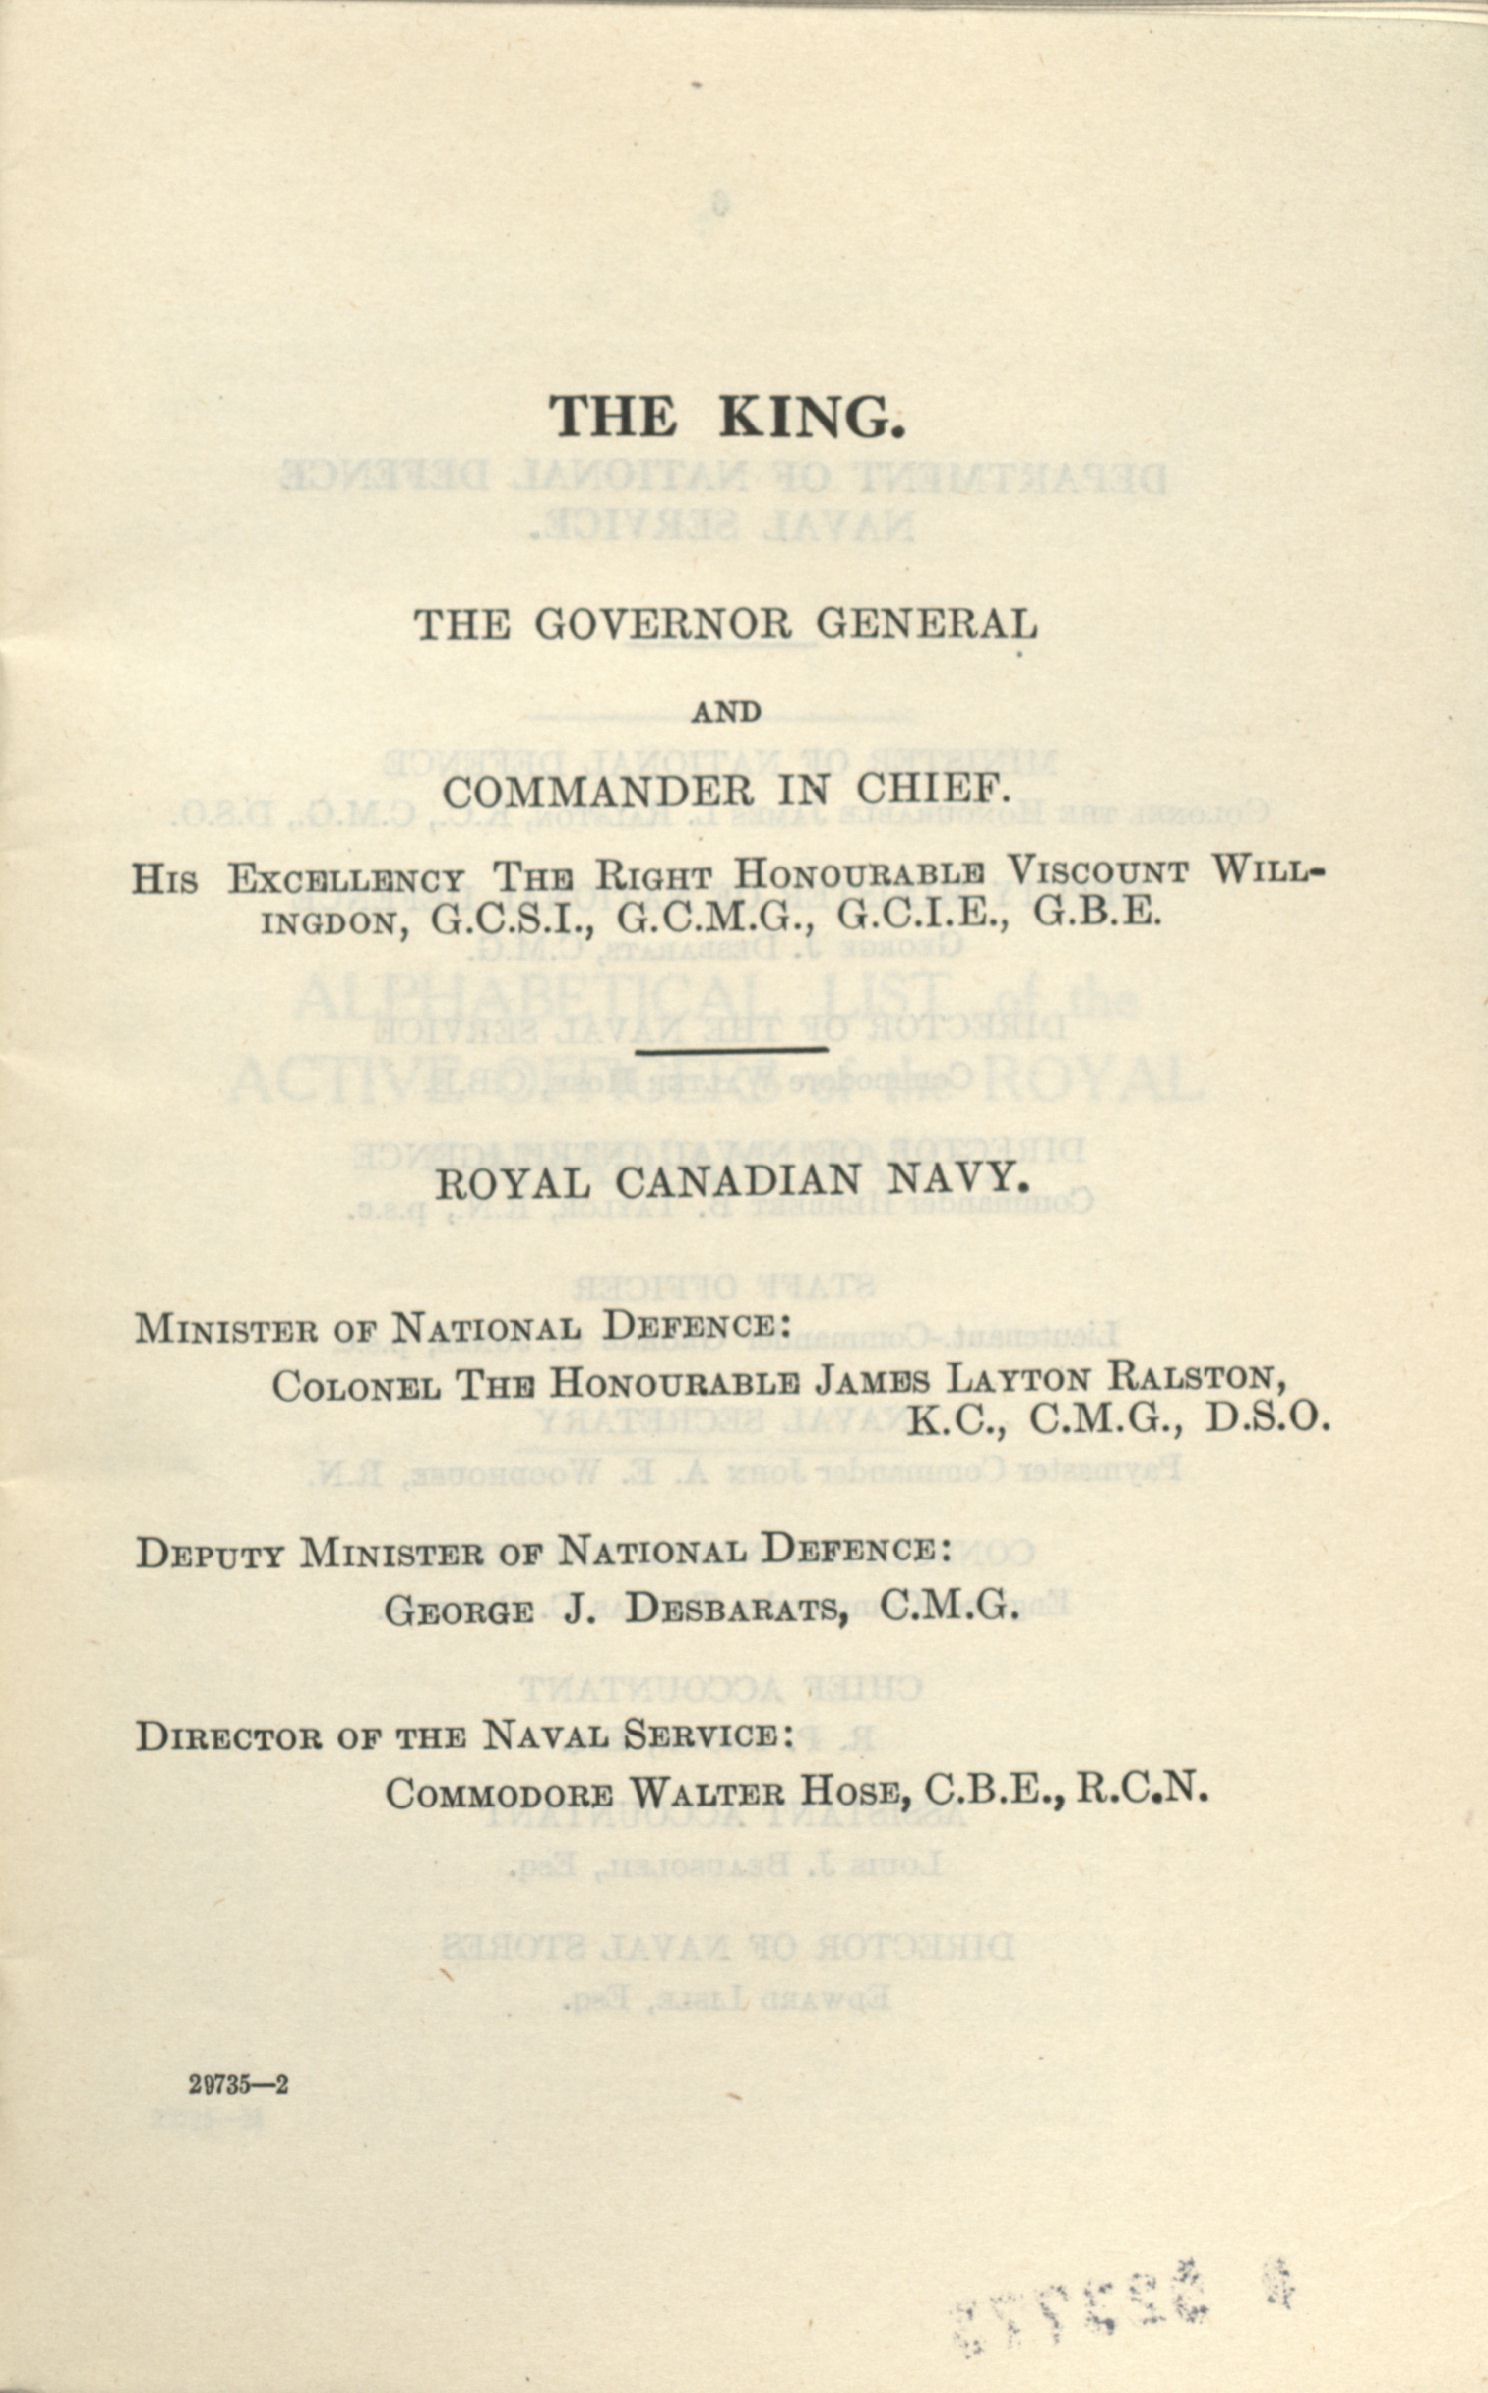 THE KING.
THE GOVERNOR GENERAL
AND
COMMANDER IN CHIEF.
HIS EXCELLENCY THE RIGHT HONOURABLE VISCOUNT WILL-
INGDON, G.C.S.I., G.C.M.G., G.C.I.E., G.B.E.
ROYAL CANADIAN NAVY.
MINISTER OF NATIONAL DEFENCE:
COLONEL THE HONOURABLE JAMES LAYTON RALSTON,
K.C., C.M.G., D.S.O.
DEPUTY MINISTER OF NATIONAL DEFENCE:
GEORGE J. DESBARATS, C.M.G.
DIRECTOR OF THE NAVAL SERVICE:
COMMODORE WALTER HOSE, C.B.E., R.C.N.
29735—2